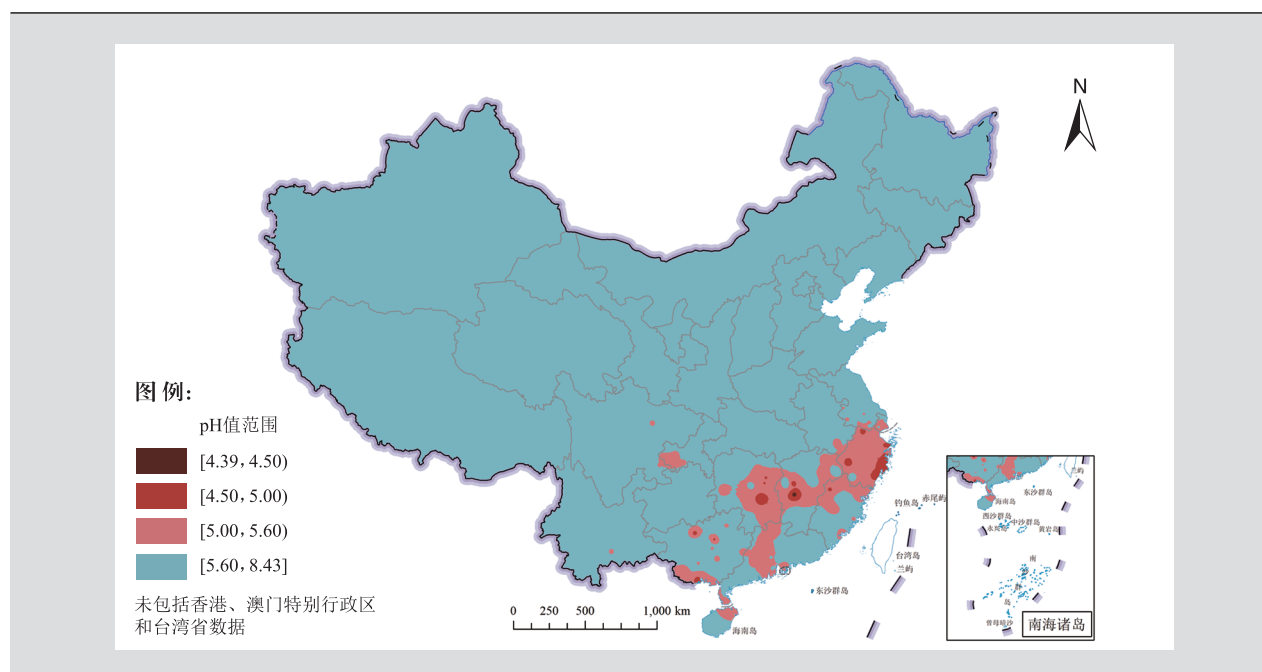 N
图 例:
pH值范围
[4.39, 4.50)
[4.50, 5.00)
[5.00, 5.60)
[5.60, 8.43]
未包括香港、澳门特别行政区
和台湾省数据
0 250 500 1,000 km
海南岛
钓鱼岛
赤尾屿
台湾岛
兰屿
东沙群岛
兰屿
海南岛
东沙群岛
西沙群岛
中沙群岛
永兴岛
黄岩岛
南
沙
群
岛
曾母暗沙
南海诸岛